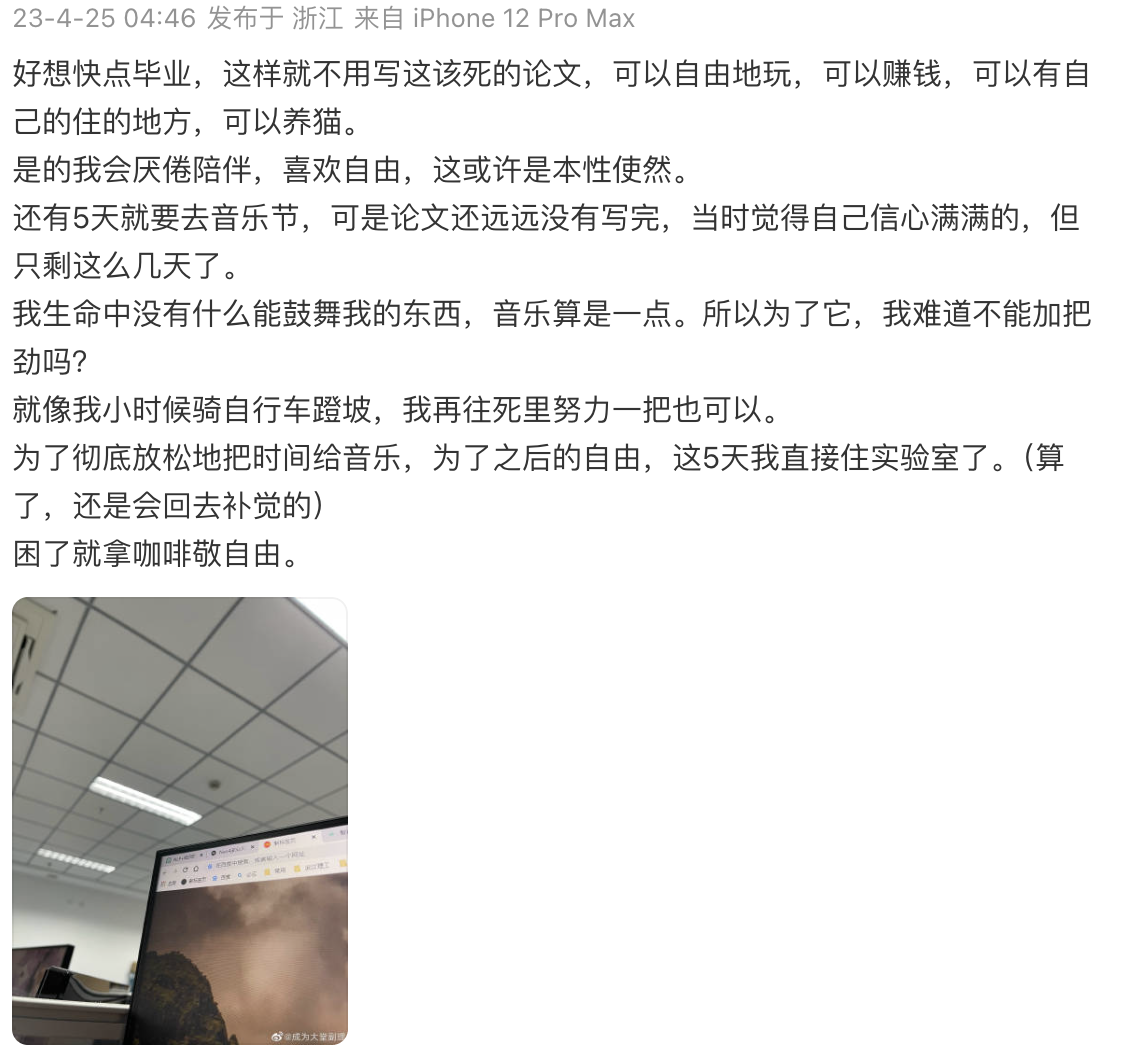 23-4-25 04:46 发布于 浙江 来自 iPhone 12 Pro Max
好想快点毕业，这样就不用写这该死的论文，可以自由地玩，可以赚钱，可以有自
己的住的地方，可以养猫。
是的我会厌倦陪伴，喜欢自由，这或许是本性使然。
还有5天就要去音乐节，可是论文还远远没有写完，当时觉得自己信心满满的，但
只剩这么几天了。
我生命中没有什么能鼓舞我的东西，音乐算是一点。所以为了它，我难道不能加把
劲吗？
就像我小时候骑自行车蹬坡，我再往死里努力一把也可以。
为了彻底放松地把时间给音乐，为了之后的自由，这5天我直接住实验室了。（算
了，还是会回去补觉的）
困了就拿咖啡敬自由。
@成为大堂副理